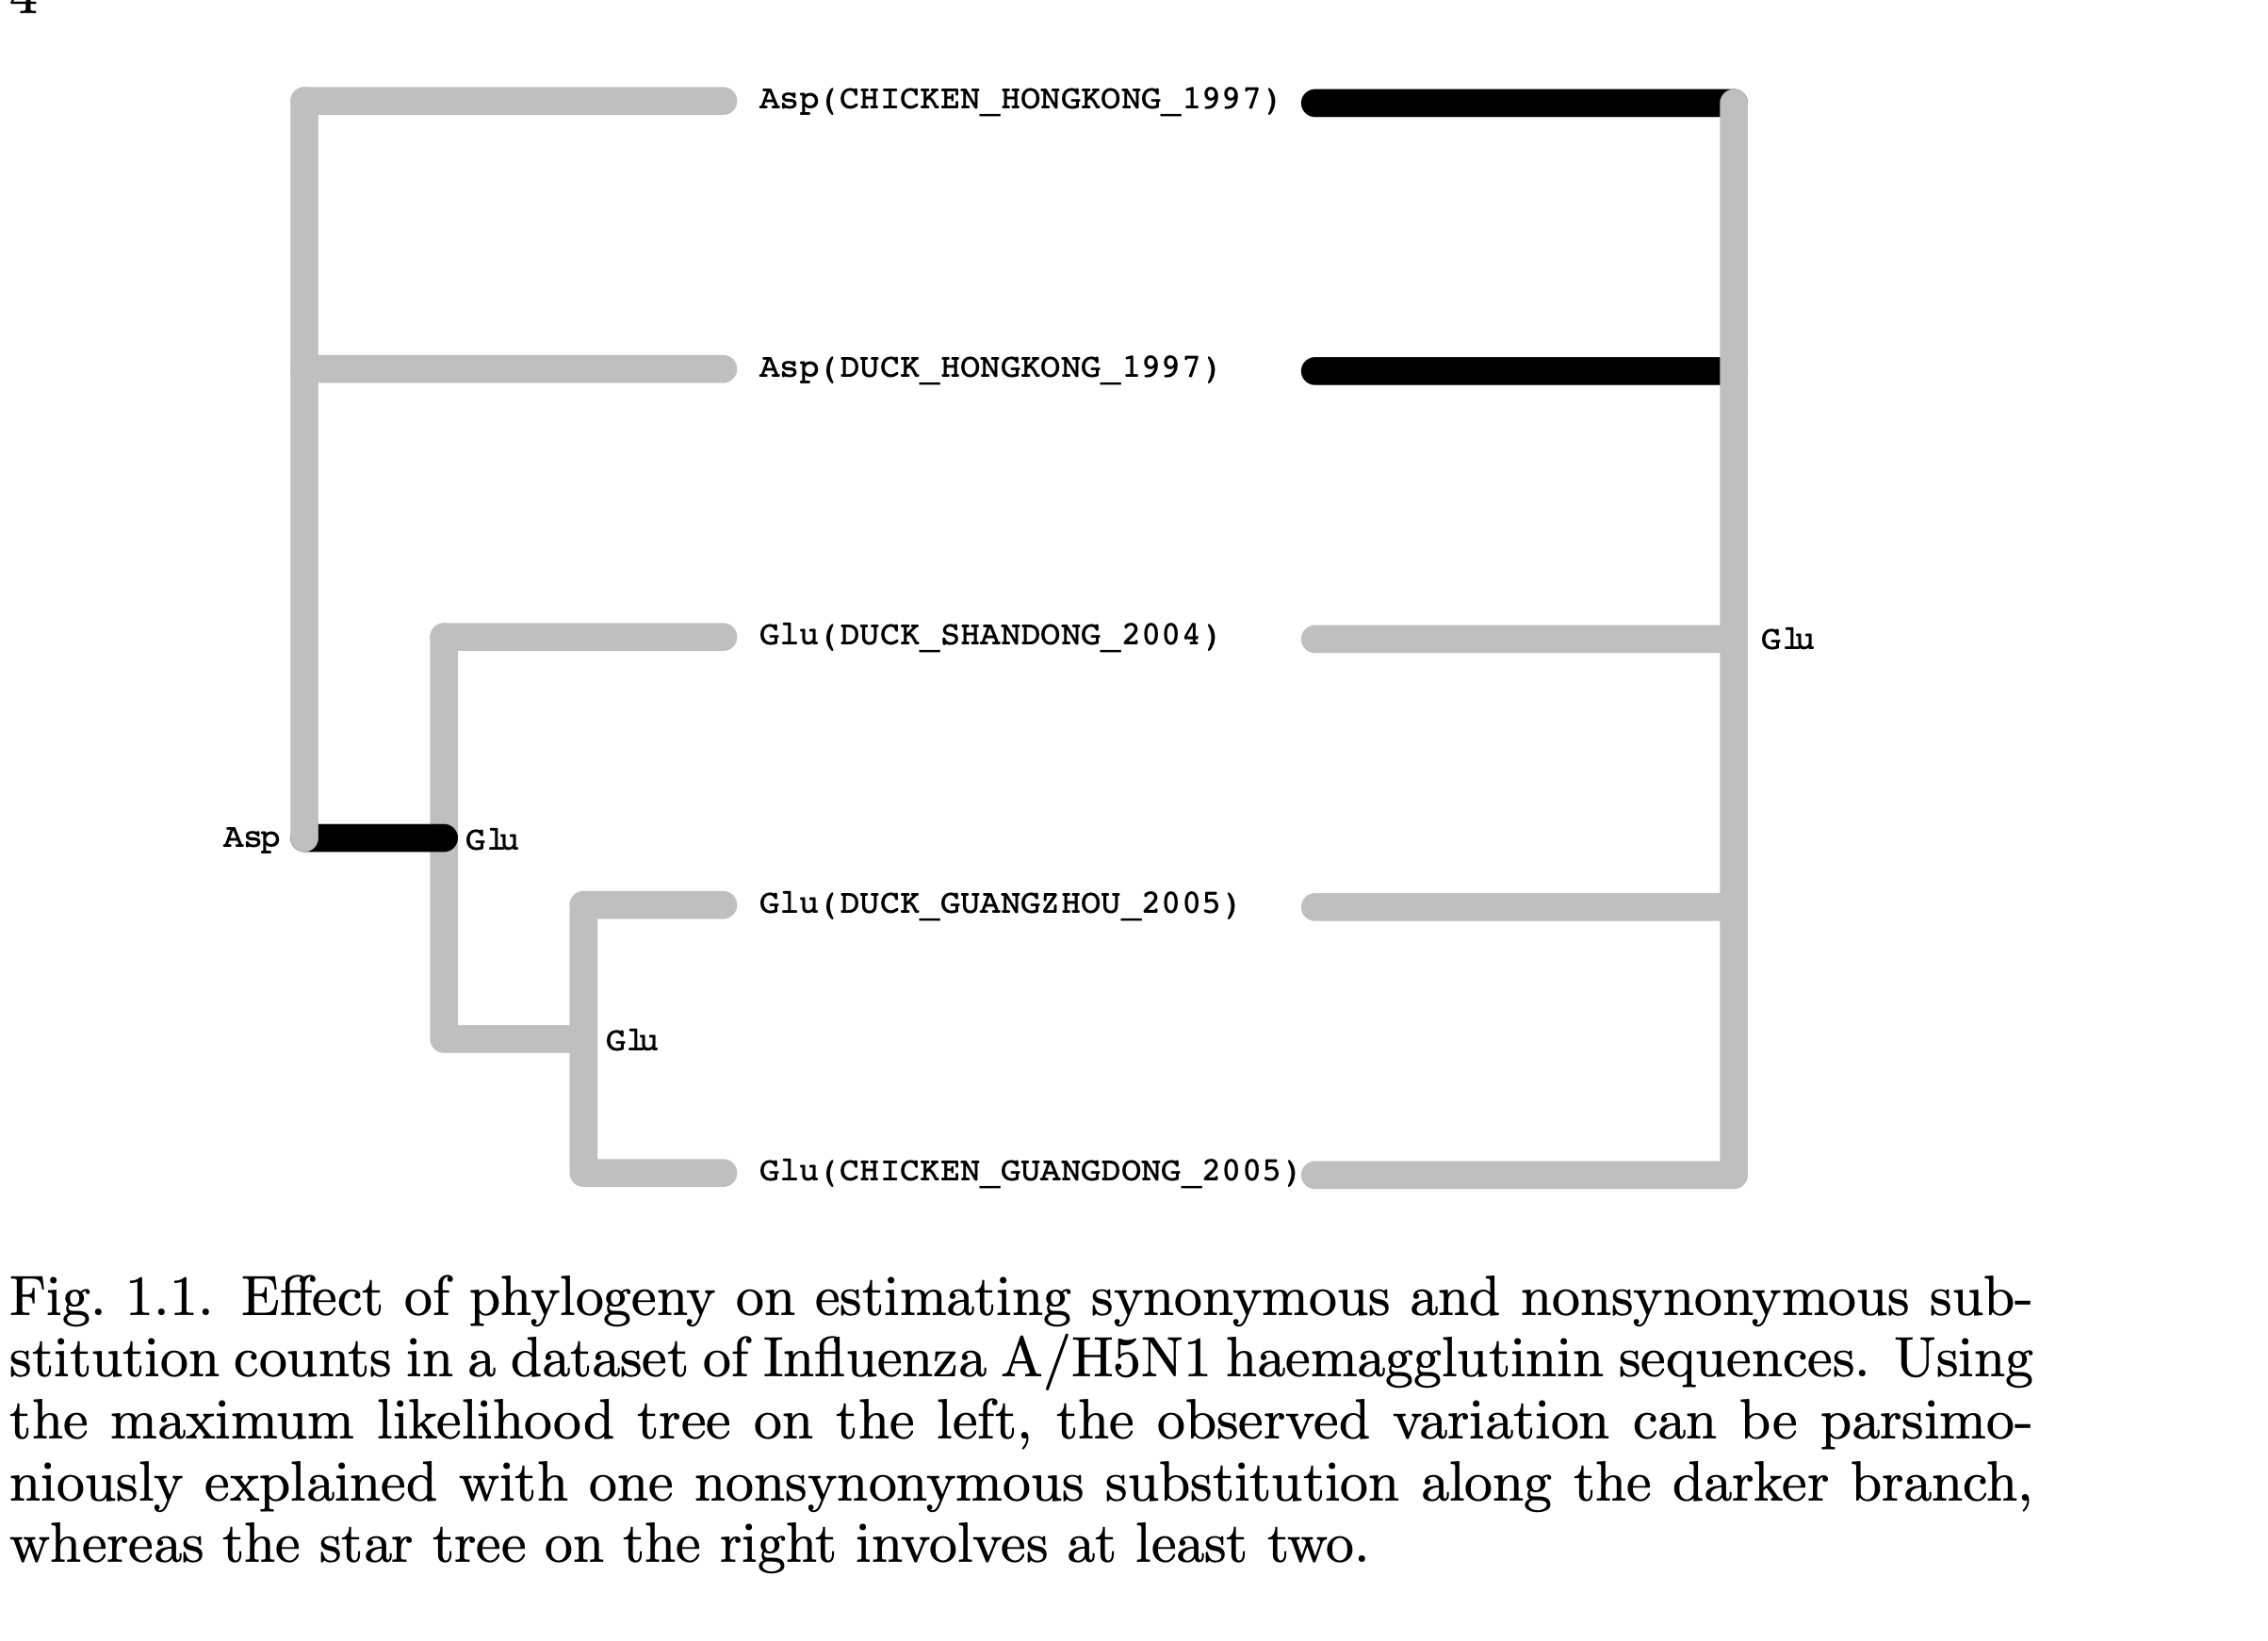 4
Asp(CHICKEN_HONGKONG_1997)
Asp(DUCK_HONGKONG_1997)
Glu(DUCK_SHANDONG_2004)
Glu
Asp
Glu
Glu(DUCK_GUANGZHOU_2005)
Glu
Glu(CHICKEN_GUANGDONG_2005)
Fig. 1.1. Effect of phylogeny on estimating synonymous and nonsynonymous sub-
stitution counts in a dataset of Influenza A/H5N1 haemagglutinin sequences. Using
the maximum likelihood tree on the left, the observed variation can be parsimo-
niously explained with one nonsynonymous substitution along the darker branch,
whereas the star tree on the right involves at least two.